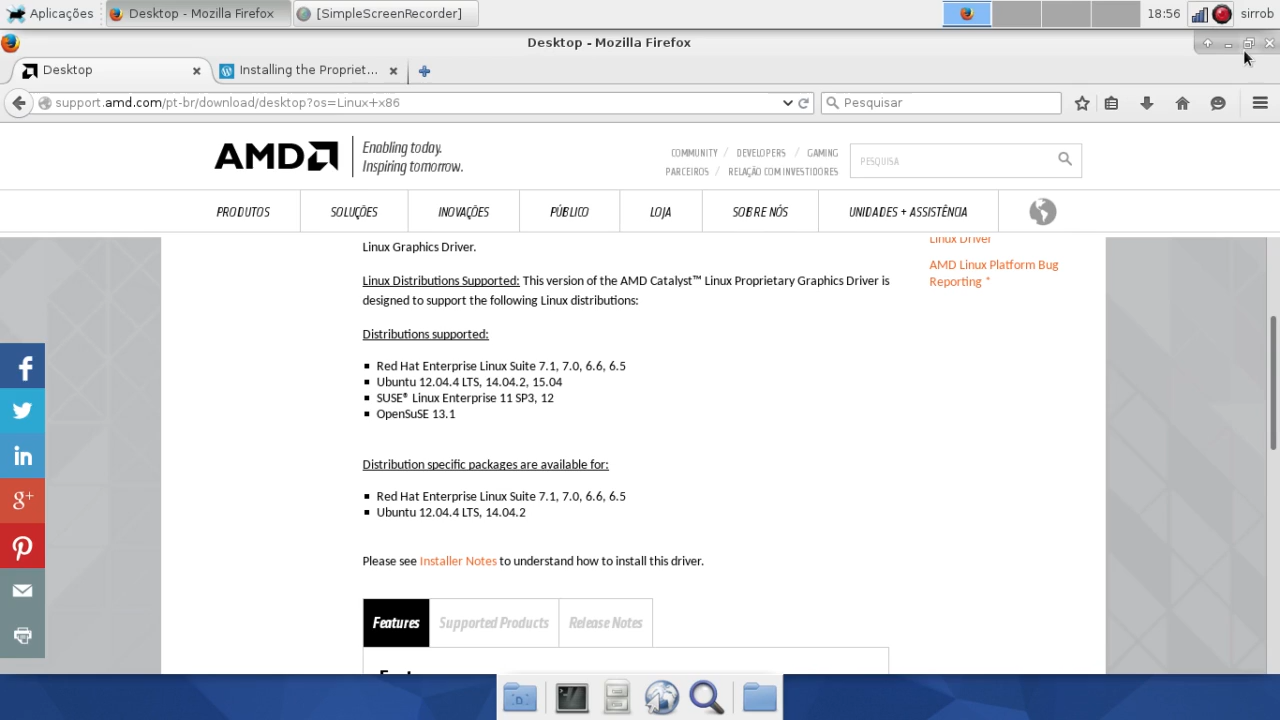 Aplicações
Desktop - Mozilla Firefox
[SimpleScreenRecorder]
18:56
sirrob
Desktop - Mozilla Firefox
Desktop
Installing the Propriet...
support.amd.com/pt-br/download/desktop?os=Linux+x86
Pesquisar
AMD
Enabling today.
Inspiring tomorrow.
COMMUNITY / DEVELOPERS / GAMING
PARCEIROS / RELAÇÃO COM INVESTIDORES
PESQUISA
PRODUTOS
SOLUÇÕES
INOVAÇÕES
PÚBLICO
LOJA
SOBRE NÓS
UNIDADES + ASSISTÊNCIA
Linux Graphics Driver.
Linux Distributions Supported: This version of the AMD Catalyst™ Linux Proprietary Graphics Driver is
designed to support the following Linux distributions:
Distributions supported:
Red Hat Enterprise Linux Suite 7.1, 7.0, 6.6, 6.5
Ubuntu 12.04.4 LTS, 14.04.2, 15.04
SUSE® Linux Enterprise 11 SP3, 12
OpenSuSE 13.1
Distribution specific packages are available for:
Red Hat Enterprise Linux Suite 7.1, 7.0, 6.6, 6.5
Ubuntu 12.04.4 LTS, 14.04.2
Please see Installer Notes to understand how to install this driver.
Features
Supported Products
Release Notes
Linux Driver
AMD Linux Platform Bug
Reporting *